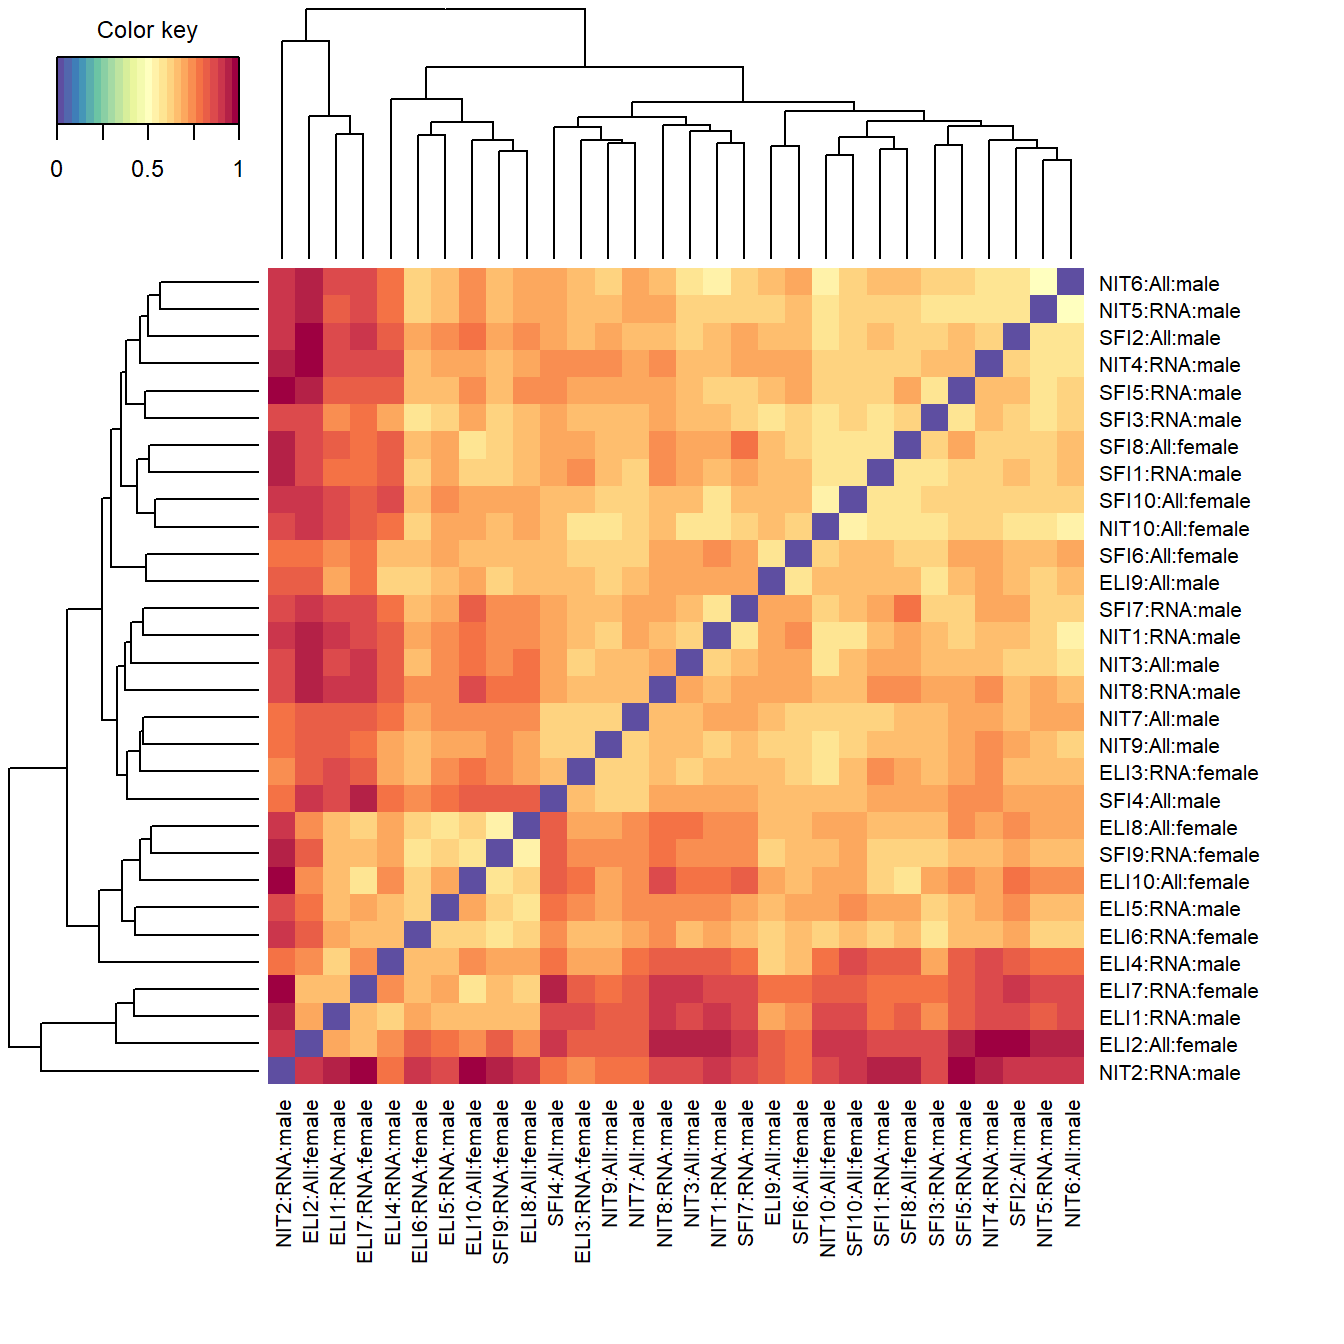 Color key
0 0.5 1
NIT6:All:male
NIT5:RNA:male
SFI2:All:male
NIT4:RNA:male
SFI5:RNA:male
SFI3:RNA:male
SFI8:All:female
SFI1:RNA:male
SFI10:All:female
NIT10:All:female
SFI6:All:female
ELI9:All:male
SFI7:RNA:male
NIT1:RNA:male
NIT3:All:male
NIT8:RNA:male
NIT7:All:male
NIT9:All:male
ELI3:RNA:female
SFI4:All:male
ELI8:All:female
SFI9:RNA:female
ELI10:All:female
ELI5:RNA:male
ELI6:RNA:female
ELI4:RNA:male
ELI7:RNA:female
ELI1:RNA:male
ELI2:All:female
NIT2:RNA:male
NIT2:RNA:male
ELI2:All:female
ELI1:RNA:male
ELI7:RNA:female
ELI4:RNA:male
ELI6:RNA:female
ELI5:RNA:male
ELI10:All:female
SFI9:RNA:female
ELI8:All:female
SFI4:All:male
ELI3:RNA:female
NIT9:All:male
NIT7:All:male
NIT8:RNA:male
NIT3:All:male
NIT1:RNA:male
SFI7:RNA:male
ELI9:All:male
SFI6:All:female
NIT10:All:female
SFI10:All:female
SFI1:RNA:male
SFI8:All:female
SFI3:RNA:male
SFI5:RNA:male
NIT4:RNA:male
SFI2:All:male
NIT5:RNA:male
NIT6:All:male